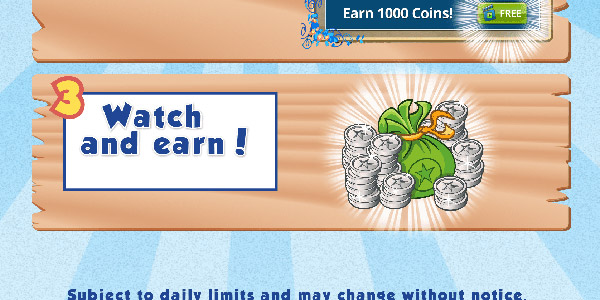 Earn 1000 Coins!
FREE
3
Watch
and earn!
Subject to daily limits and may change without notice.